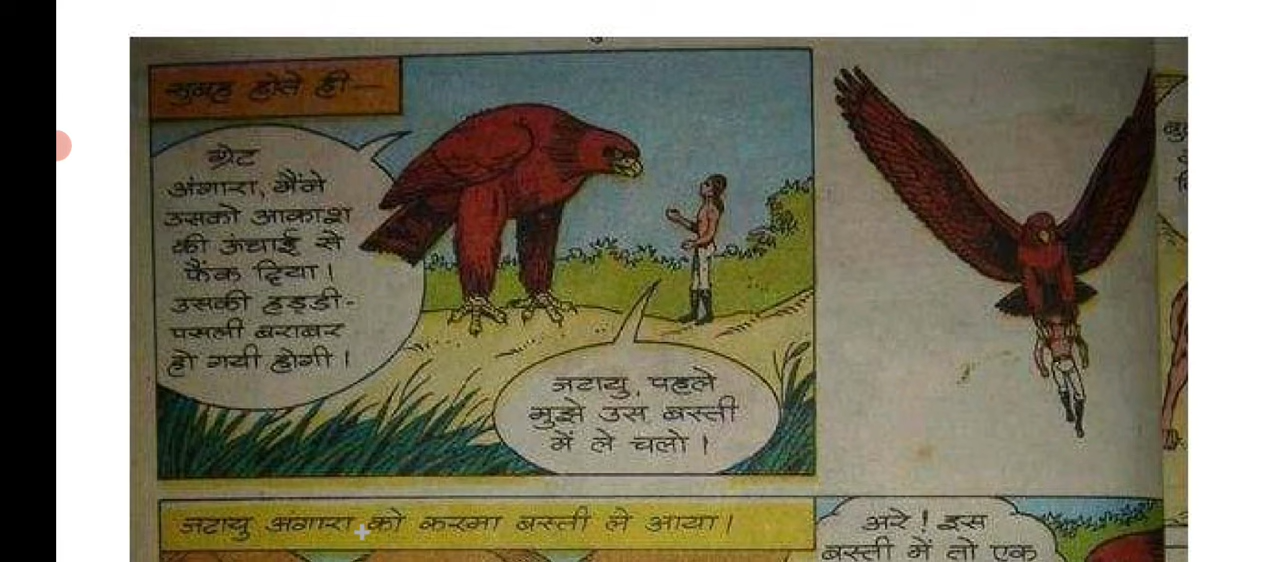 सुबह होते ही—
ग्रेट
अंगारा, मैंने
उसको आकाश
की ऊंचाई से
फैंक दिया।
उसकी हड्डी-
पसली बराबर
हो गयी होगी।
जटायु, पहले
मुझे उस बस्ती
में ले चलो।
जटायु अंगारा को करमा बस्ती ले आया।
अरे! इस
बस्ती में तो एक